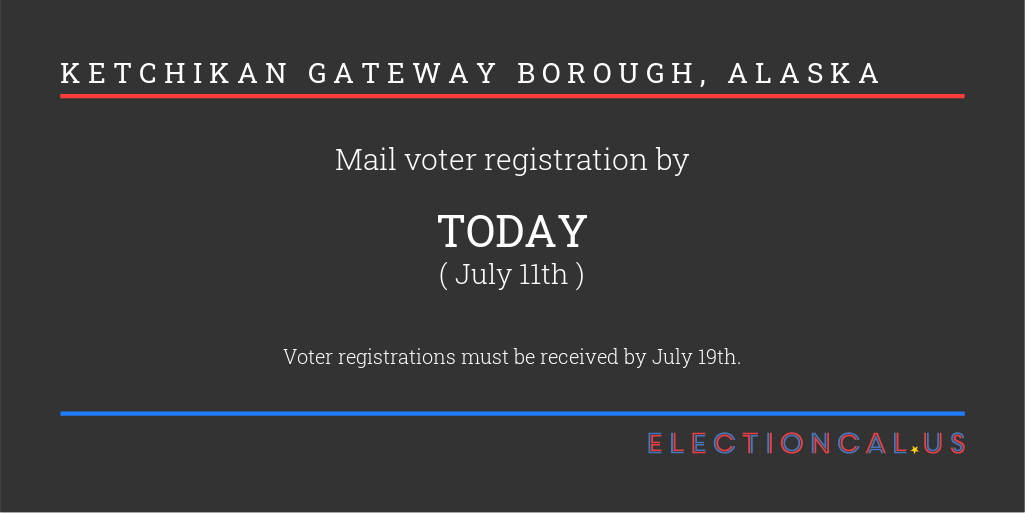 KETCHIKAN GATEWAY BOROUGH, ALASKA
Mail voter registration by
TODAY
( July 11th )
Voter registrations must be received by July 19th.
ELECTIONCAL.US